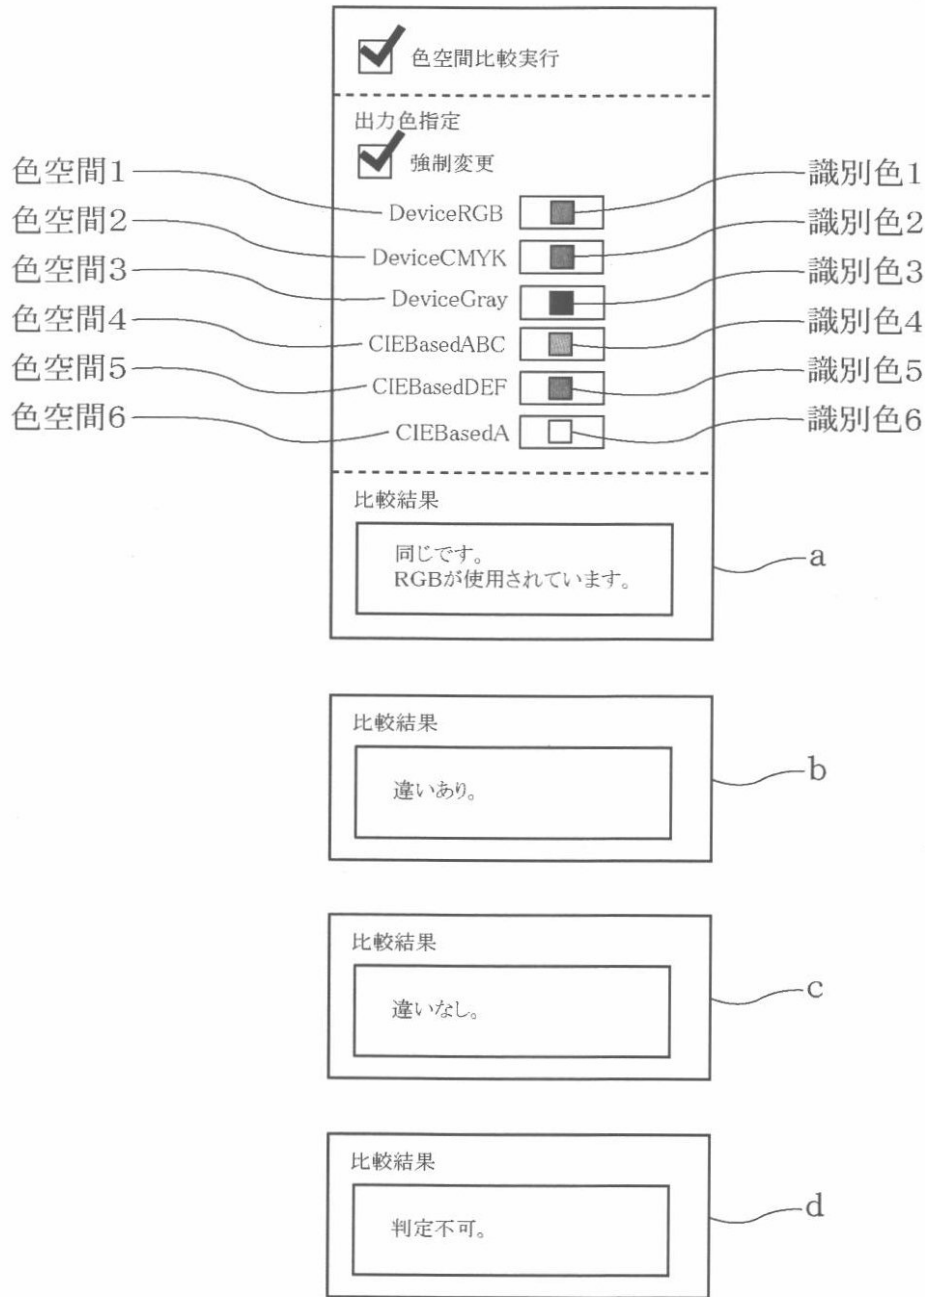 色空間比較実行
出力色指定
強制変更
色空間1 DeviceRGB 識別色1
色空間2 DeviceCMYK 識別色2
色空間3 DeviceGray 識別色3
色空間4 CIEBasedABC 識別色4
色空間5 CIEBasedDEF 識別色5
色空間6 CIEBasedA 識別色6
比較結果
同じです。
RGBが使用されています。
a
比較結果
違いあり。
b
比較結果
違いなし。
c
比較結果
判定不可。
d